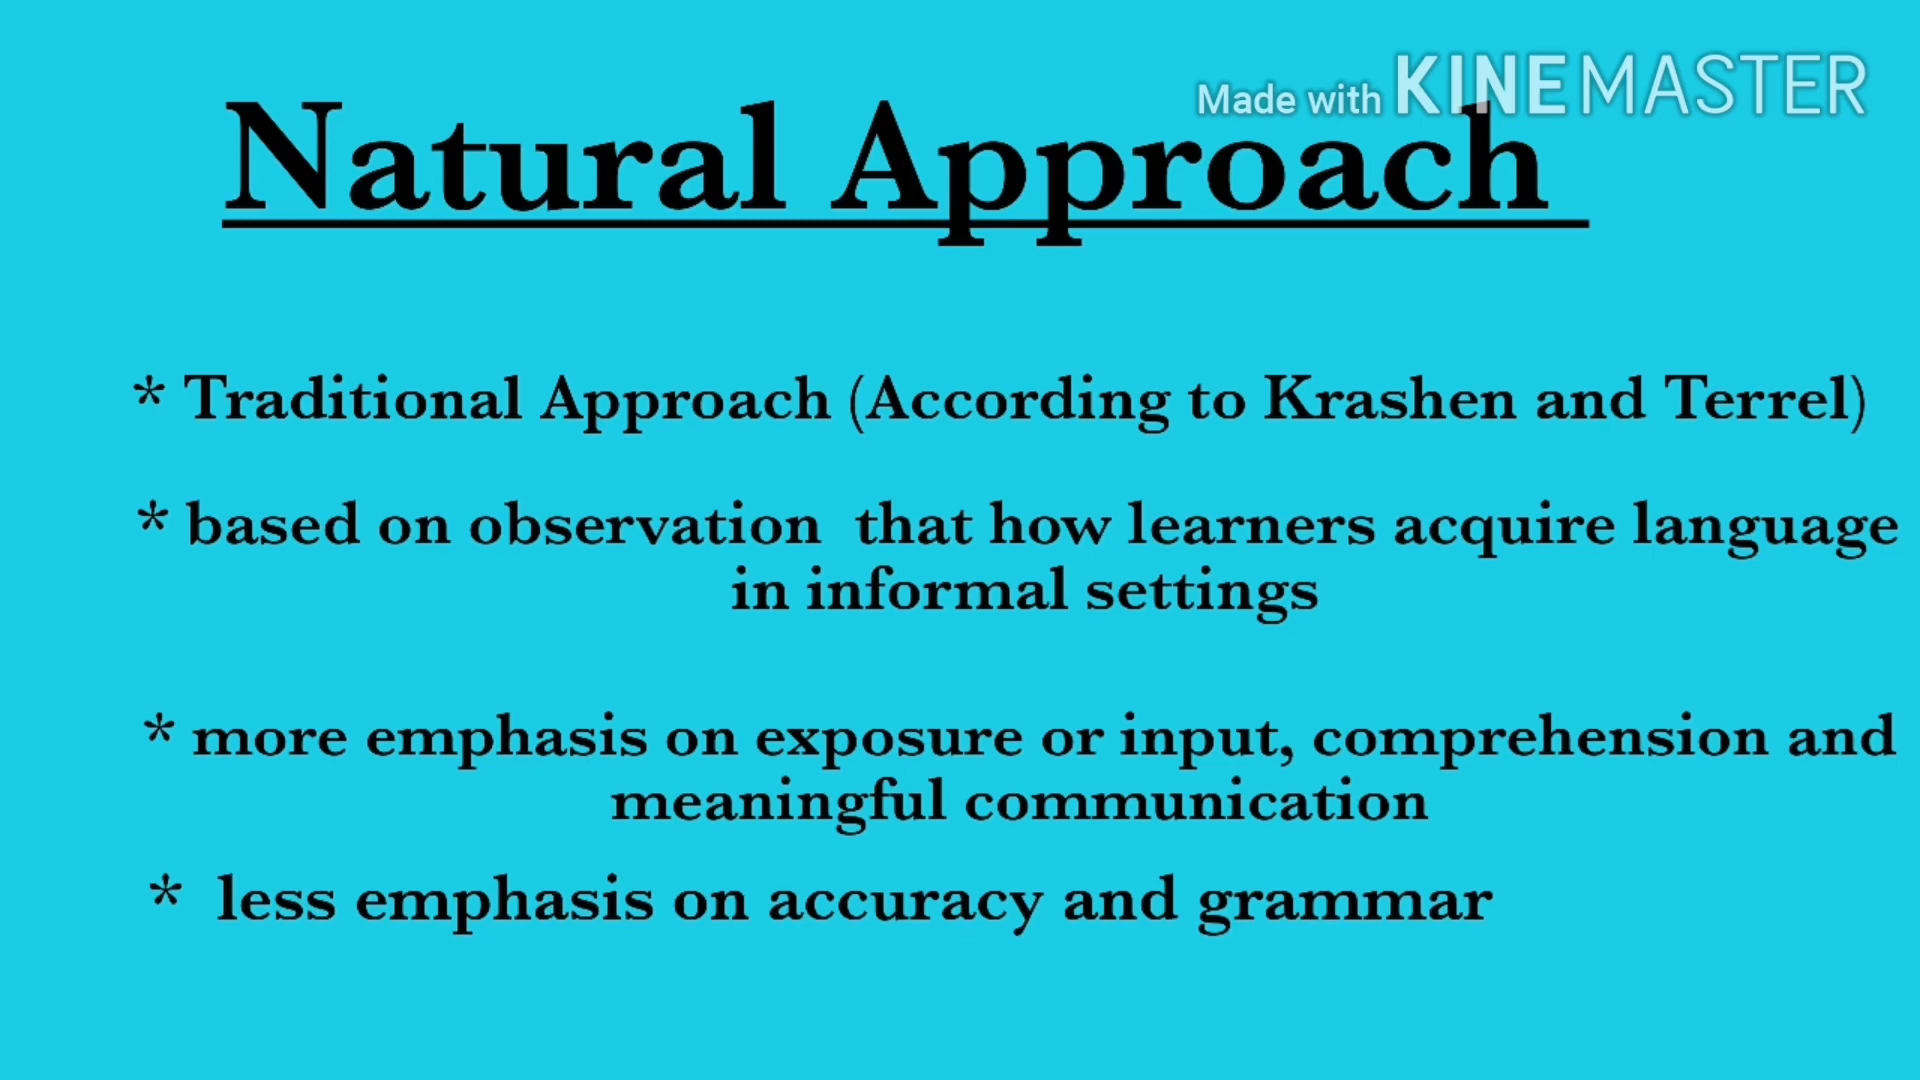 Made with KINEMASTER
Natural Approach
* Traditional Approach (According to Krashen and Terrel)
* based on observation  that how learners acquire language
in informal settings
* more emphasis on exposure or input, comprehension and
meaningful communication
*  less emphasis on accuracy and grammar